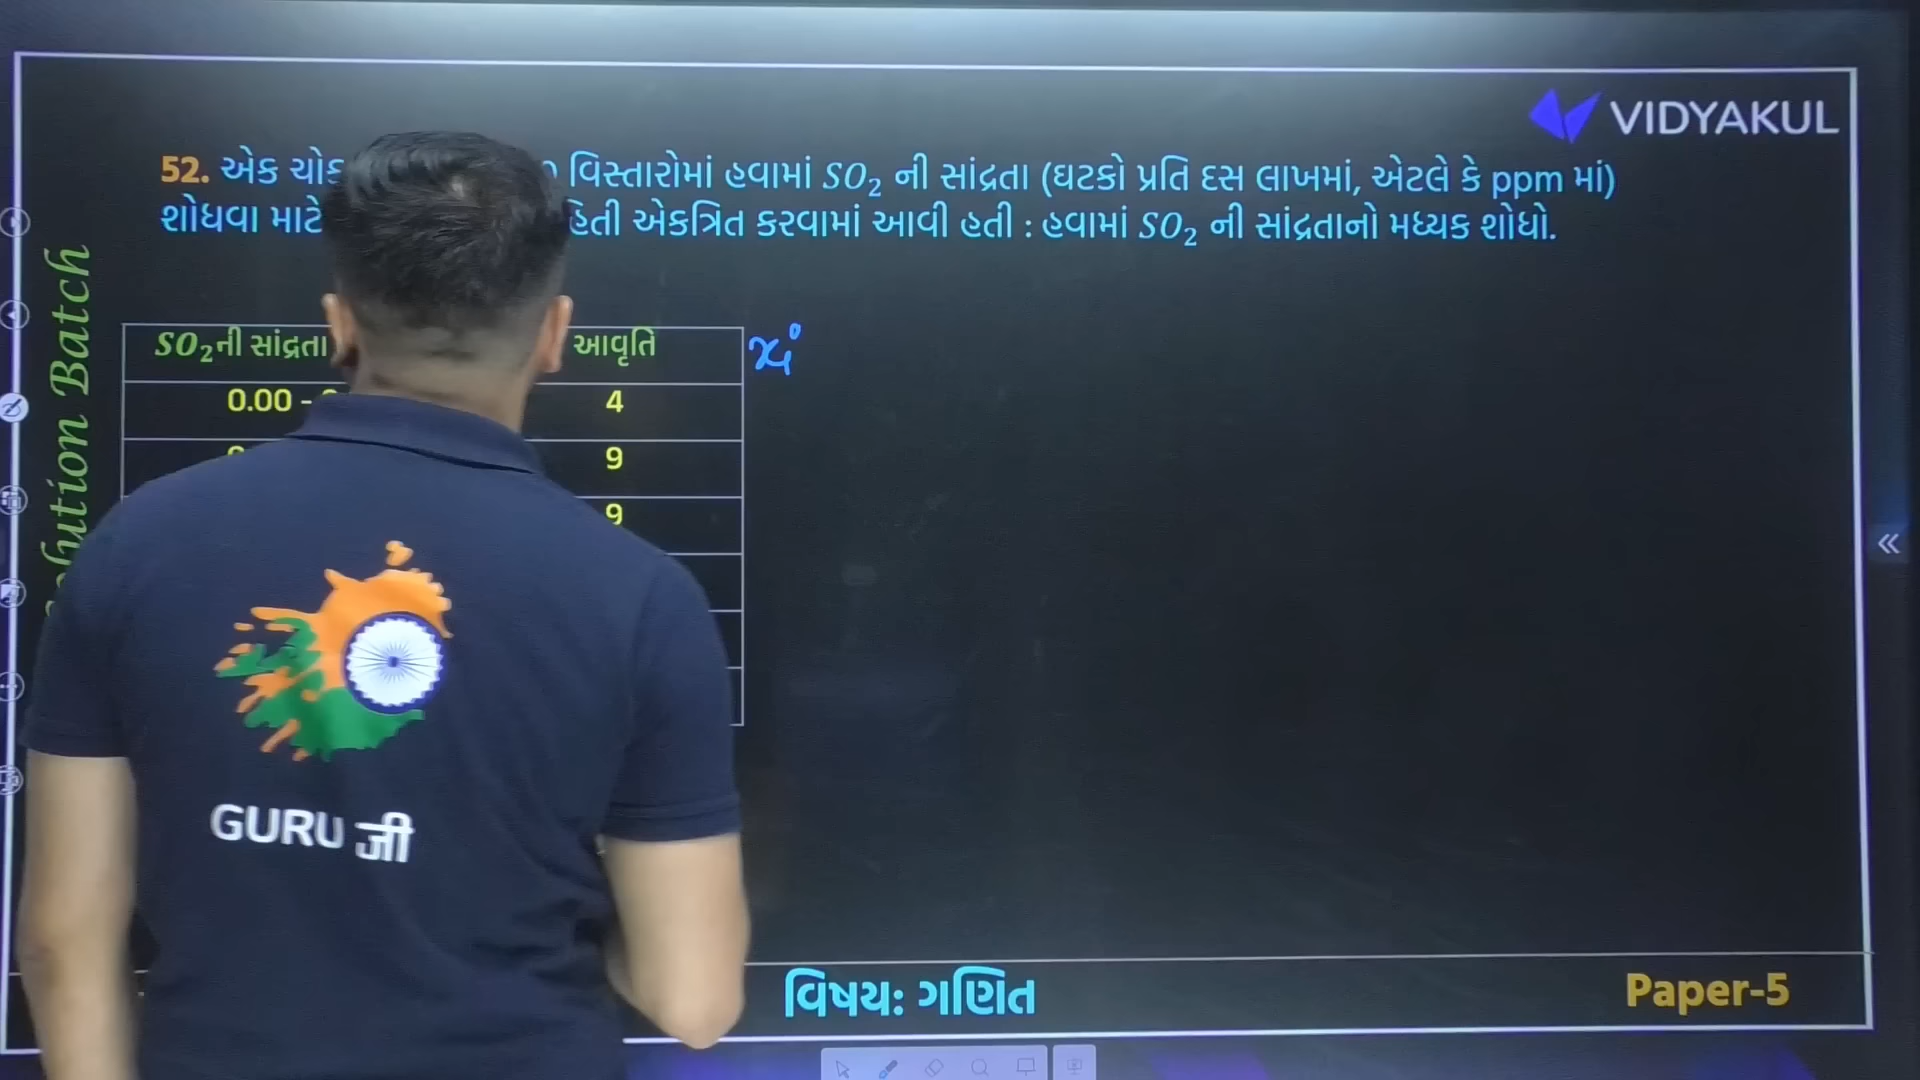 VIDYAKUL
52. એક વિસ્તારોમાં હવામાં SO₂ ની સાંદ્રતા (ઘટકો પ્રતિ દસ લાખમાં, એટલે કે ppm માં)
શોધવા માટે એકત્રિત કરવામાં આવી હતી : હવામાં SO₂ ની સાંદ્રતાનો મધ્યક શોધો.
SO₂ની સાંદ્રતા આવૃતિ xi
0.00 - 4
9
9
Batch
GURU जी
વિષય: ગણિત
Paper-5